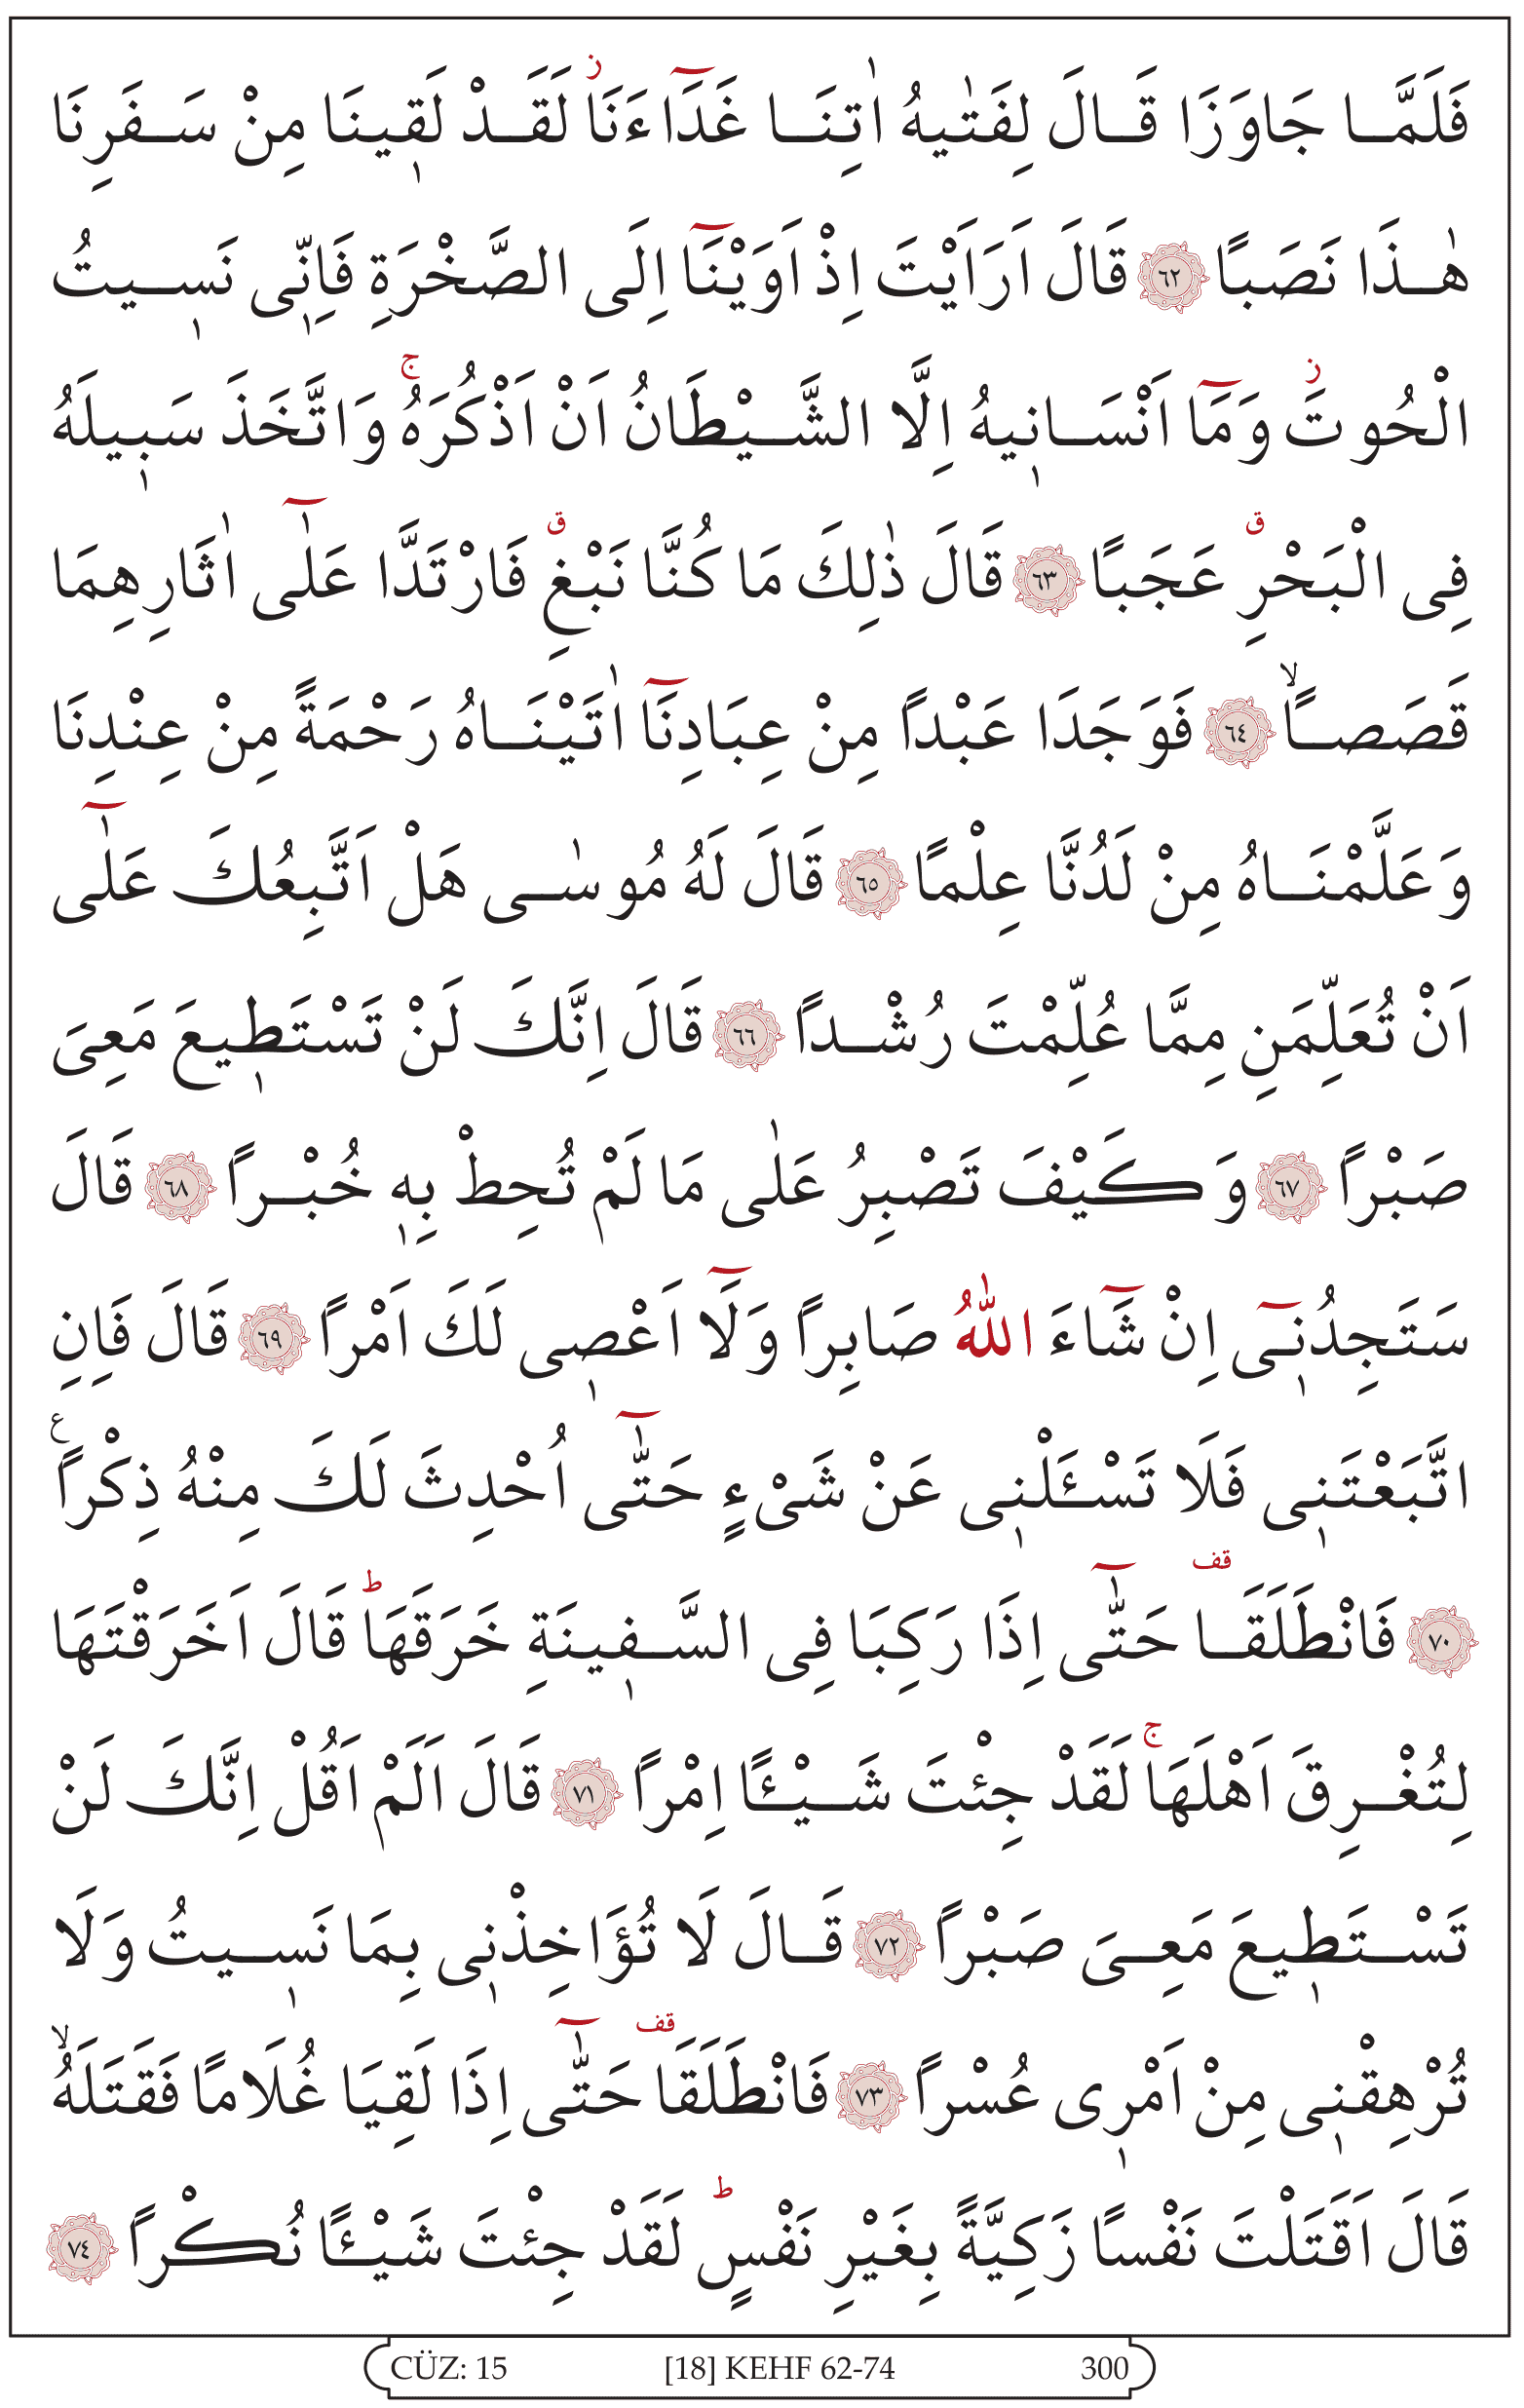 فَلَمَّا جَاوَزَا قَالَ لِفَتٰيهُ اٰتِنَا غَدَٓاءَنَاۘ لَقَدْ لَقٖينَا مِنْ سَفَرِنَا
هٰذَا نَصَبًا ﴿٦٢﴾ قَالَ اَرَاَيْتَ اِذْ اَوَيْنَٓا اِلَى الصَّخْرَةِ فَاِنّٖى نَسٖيتُ
الْحُوتَۘ وَمَٓا اَنْسَانٖيهُ اِلَّا الشَّيْطَانُ اَنْ اَذْكُرَهُۚ وَاتَّخَذَ سَبٖيلَهُ
فِى الْبَحْرِࣗ عَجَبًا ﴿٦٣﴾ قَالَ ذٰلِكَ مَا كُنَّا نَبْغِࣗ فَارْتَدَّا عَلٰٓى اٰثَارِهِمَا
قَصَصًاۙ ﴿٦٤﴾ فَوَجَدَا عَبْدًا مِنْ عِبَادِنَٓا اٰتَيْنَاهُ رَحْمَةً مِنْ عِنْدِنَا
وَعَلَّمْنَاهُ مِنْ لَدُنَّا عِلْمًا ﴿٦٥﴾ قَالَ لَهُ مُوسٰى هَلْ اَتَّبِعُكَ عَلٰٓى
اَنْ تُعَلِّمَنِ مِمَّا عُلِّمْتَ رُشْدًا ﴿٦٦﴾ قَالَ اِنَّكَ لَنْ تَسْتَطٖيعَ مَعِىَ
صَبْرًا ﴿٦٧﴾ وَكَيْفَ تَصْبِرُ عَلٰى مَا لَمْ تُحِطْ بِهٖ خُبْرًا ﴿٦٨﴾ قَالَ
سَتَجِدُنٖٓى اِنْ شَٓاءَ اللّٰهُ صَابِرًا وَلَٓا اَعْصٖى لَكَ اَمْرًا ﴿٦٩﴾ قَالَ فَاِنِ
اتَّبَعْتَنٖى فَلَا تَسْـَٔلْنٖى عَنْ شَىْءٍ حَتّٰٓى اُحْدِثَ لَكَ مِنْهُ ذِكْرًا ع
﴿٧٠﴾ فَانْطَلَقَا قف حَتّٰٓى اِذَا رَكِبَا فِى السَّفٖينَةِ خَرَقَهَاؕ قَالَ اَخَرَقْتَهَا
لِتُغْرِقَ اَهْلَهَاۚ لَقَدْ جِئْتَ شَيْـًٔا اِمْرًا ﴿٧١﴾ قَالَ اَلَمْ اَقُلْ اِنَّكَ لَنْ
تَسْتَطٖيعَ مَعِىَ صَبْرًا ﴿٧٢﴾ قَالَ لَا تُؤَاخِذْنٖى بِمَا نَسٖيتُ وَلَا
تُرْهِقْنٖى مِنْ اَمْرٖى عُسْرًا ﴿٧٣﴾ فَانْطَلَقَا قف حَتّٰٓى اِذَا لَقِيَا غُلَامًا فَقَتَلَهُۙ
قَالَ اَقَتَلْتَ نَفْسًا زَكِيَّةً بِغَيْرِ نَفْسٍؕ لَقَدْ جِئْتَ شَيْـًٔا نُكْرًا ﴿٧٤﴾
CÜZ: 15 [18] KEHF 62-74 300